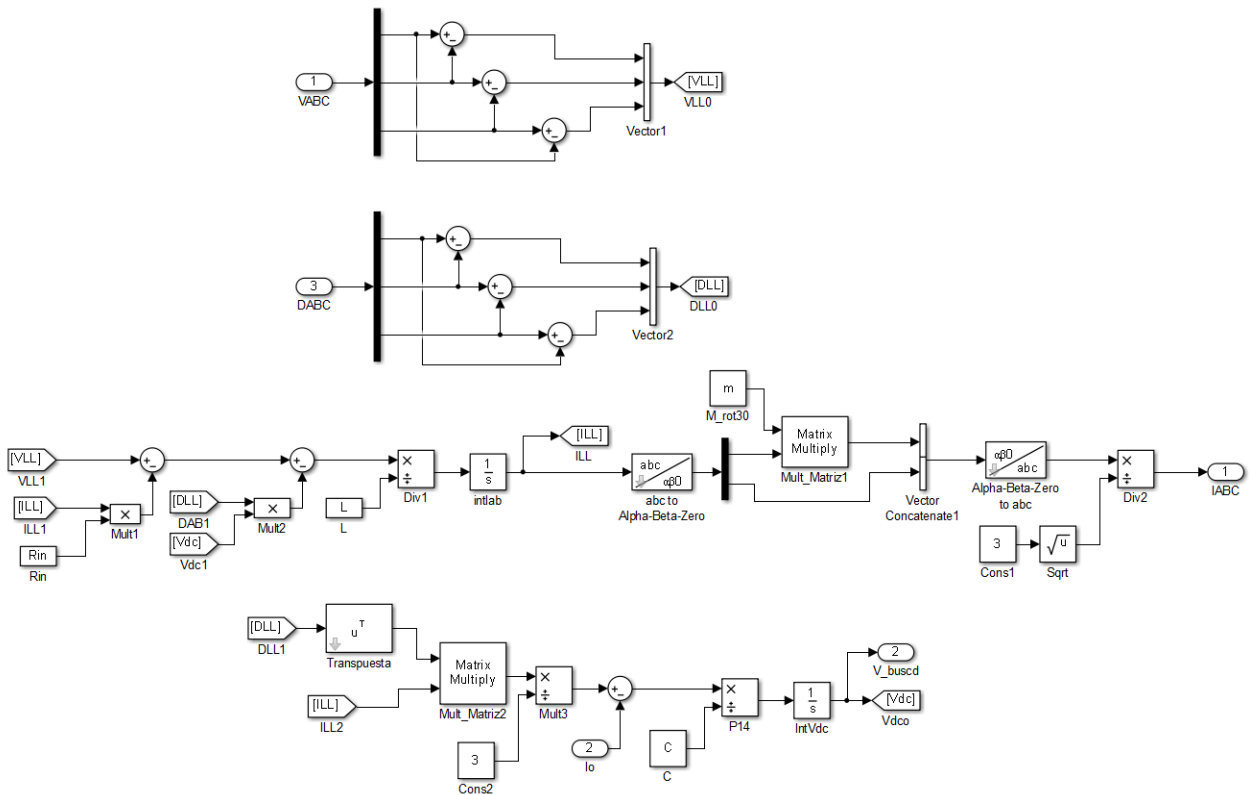 1
VABC
+
−
+
−
+
−
Vector1
[VLL]
VLL0
3
DABC
+
−
+
−
+
−
Vector2
[DLL]
DLL0
[VLL]
VLL1
[ILL]
ILL1
Rin
Rin
×
Mult1
+
−
[DLL]
DAB1
[Vdc]
Vdc1
×
Mult2
+
−
L
L
×
÷
Div1
1
s
intlab
[ILL]
ILL
abc
αβ0
abc to
Alpha-Beta-Zero
m
M_rot30
Matrix
Multiply
Mult_Matriz1
Vector
Concatenate1
αβ0
abc
Alpha-Beta-Zero
to abc
3
Cons1
√u
Sqrt
×
÷
Div2
1
IABC
[DLL]
DLL1
u^T
Transpuesta
[ILL]
ILL2
Matrix
Multiply
Mult_Matriz2
3
Cons2
×
÷
Mult3
+
−
2
Io
C
C
×
÷
P14
1
s
IntVdc
2
V_buscd
[Vdc]
Vdco